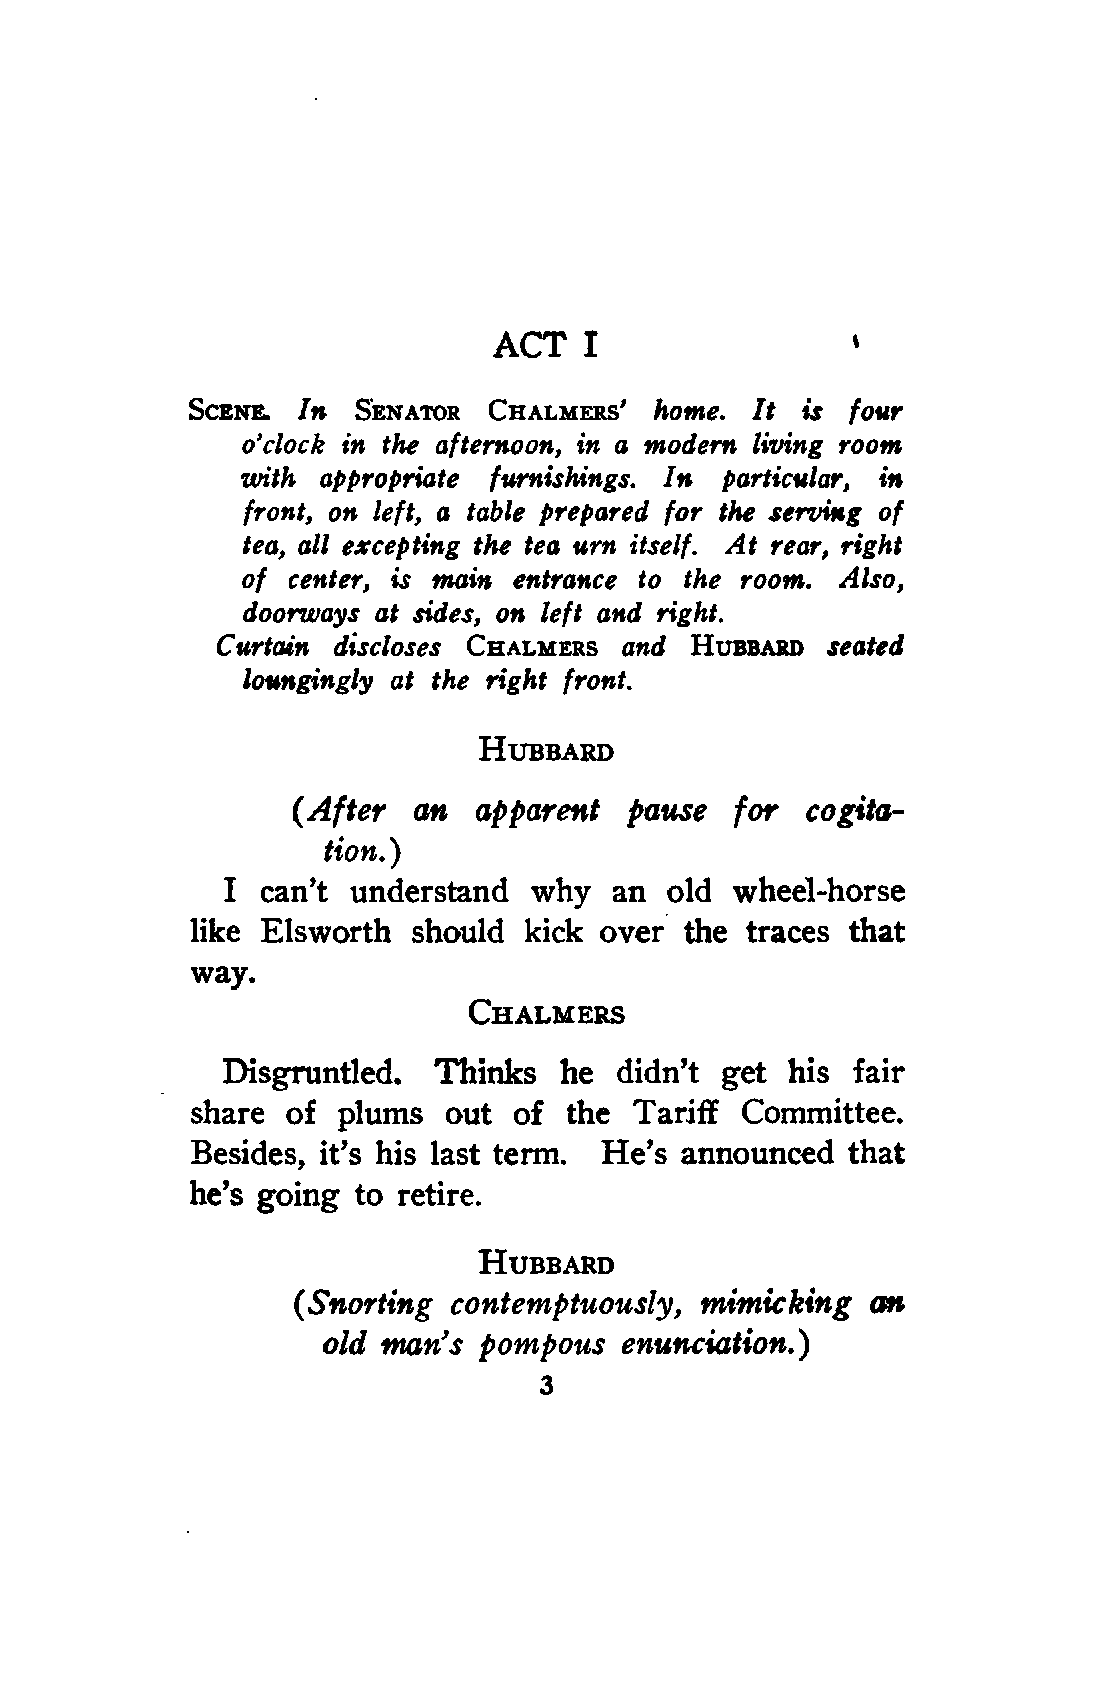 ACT I
SCENE. In SENATOR CHALMERS' home. It is four
o'clock in the afternoon, in a modern living room
with appropriate furnishings. In particular, in
front, on left, a table prepared for the serving of
tea, all excepting the tea urn itself. At rear, right
of center, is main entrance to the room. Also,
doorways at sides, on left and right.
Curtain discloses CHALMERS and HUBBARD seated
loungingly at the right front.
HUBBARD
(After an apparent pause for cogita-
tion.)
I can't understand why an old wheel-horse
like Elsworth should kick over the traces that
way.
CHALMERS
Disgruntled. Thinks he didn't get his fair
share of plums out of the Tariff Committee.
Besides, it's his last term. He's announced that
he's going to retire.
HUBBARD
(Snorting contemptuously, mimicking an
old man's pompous enunciation.)
3